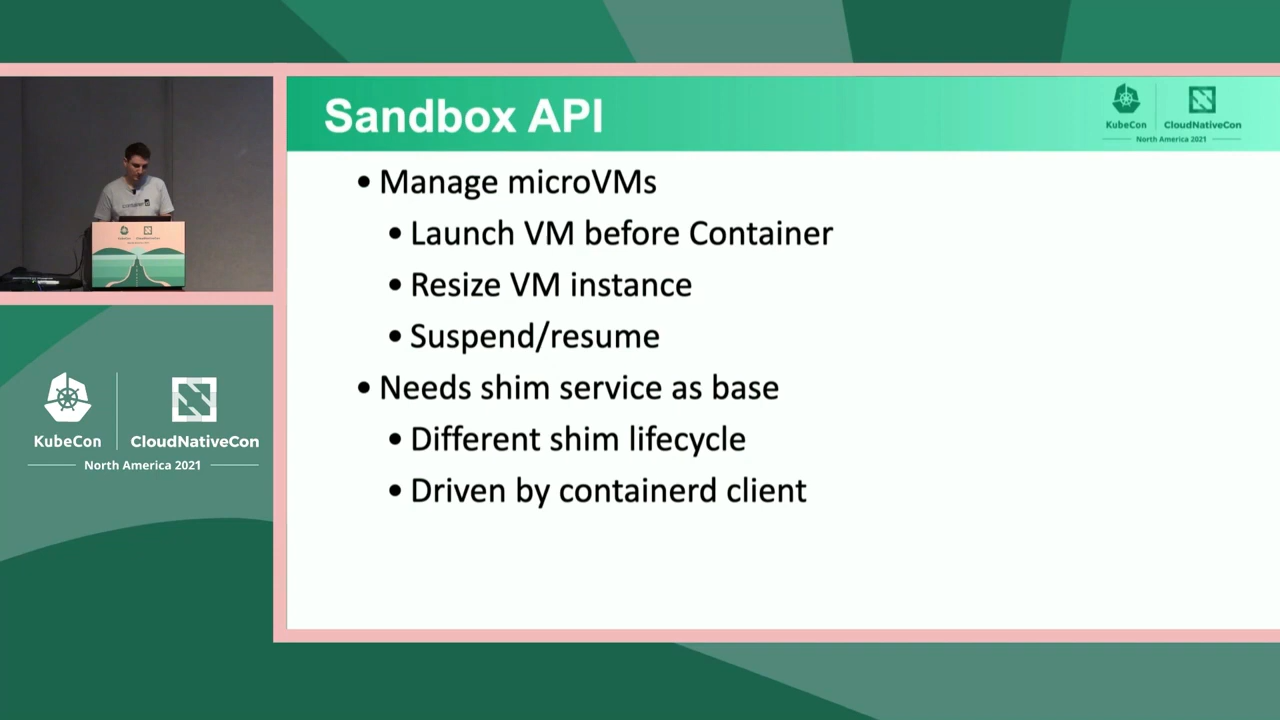 Sandbox API
KubeCon
CloudNativeCon
North America 2021
• Manage microVMs
• Launch VM before Container
• Resize VM instance
• Suspend/resume
• Needs shim service as base
• Different shim lifecycle
• Driven by containerd client
KubeCon
CloudNativeCon
North America 2021